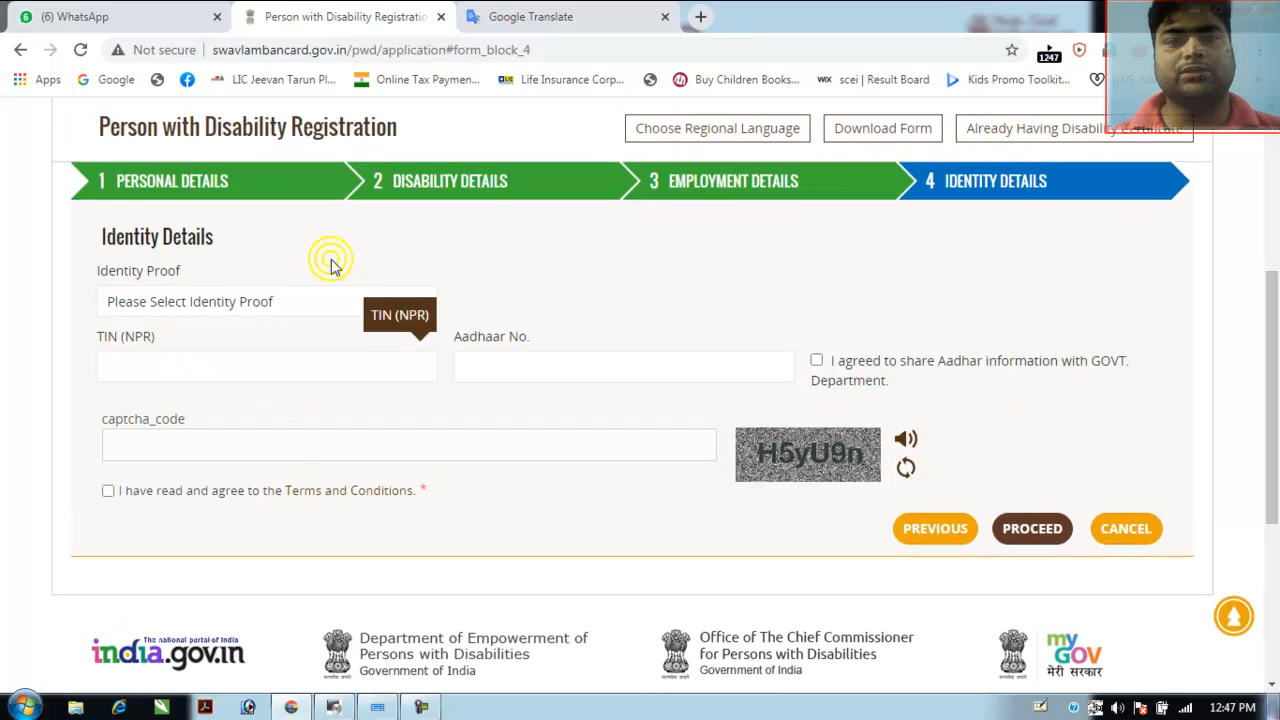 (6) WhatsApp
Person with Disability Registratio
Google Translate
Not secure
swavlambancard.gov.in/pwd/application#form_block_4
1247
Apps
Google
LIC Jeevan Tarun Pl...
Online Tax Paymen...
Life Insurance Corp...
Buy Children Books...
WIX
scei | Result Board
Kids Promo Toolkit...
Person with Disability Registration
Choose Regional Language
Download Form
Already Having Disability Certificate
1 PERSONAL DETAILS
2 DISABILITY DETAILS
3 EMPLOYMENT DETAILS
4 IDENTITY DETAILS
Identity Details
Identity Proof
Please Select Identity Proof
TIN (NPR)
TIN (NPR)
Aadhaar No.
I agreed to share Aadhar information with GOVT.
Department.
captcha_code
H5yU9n
I have read and agree to the Terms and Conditions. *
PREVIOUS
PROCEED
CANCEL
The national portal of India
india.gov.in
Department of Empowerment of
Persons with Disabilities
Government of India
Office of The Chief Commissioner
for Persons with Disabilities
Government of India
my
GOV
मेरी सरकार
12:47 PM